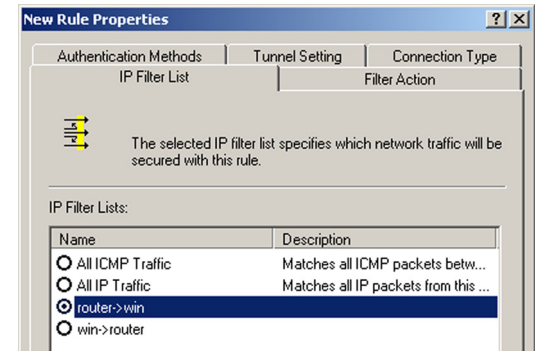 New Rule Properties
Authentication Methods Tunnel Setting Connection Type
IP Filter List Filter Action
The selected IP filter list specifies which network traffic will be
secured with this rule.
IP Filter Lists:
Name Description
All ICMP Traffic Matches all ICMP packets betw...
All IP Traffic Matches all IP packets from this ...
router->win
win->router